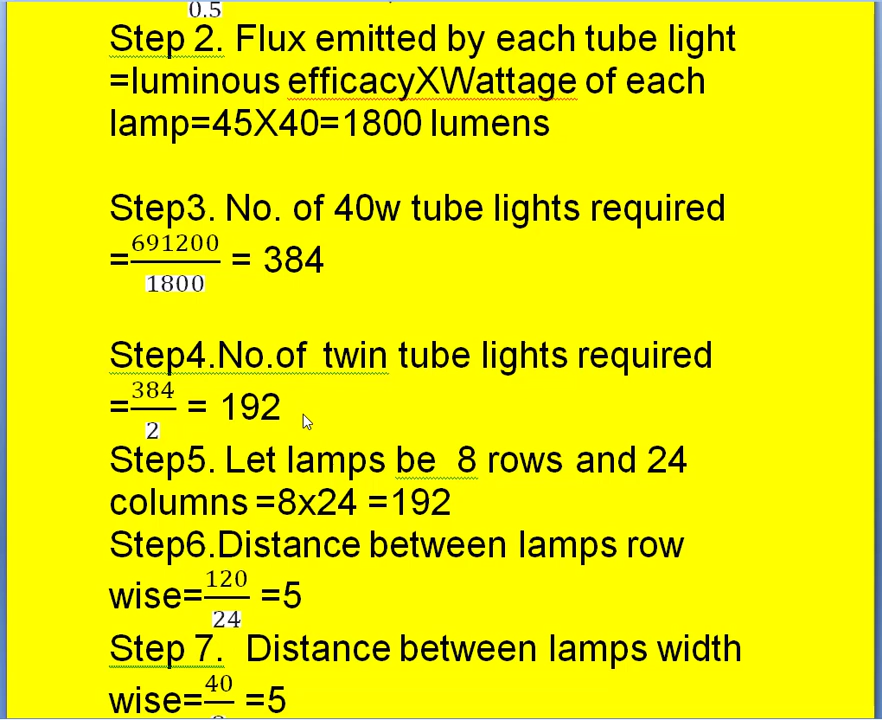 0.5
Step 2. Flux emitted by each tube light
=luminous efficacyXWattage of each
lamp=45X40=1800 lumens
Step3. No. of 40w tube lights required
=691200/1800 = 384
Step4.No.of twin tube lights required
=384/2 = 192
Step5. Let lamps be 8 rows and 24
columns =8x24 =192
Step6.Distance between lamps row
wise=120/24 =5
Step 7. Distance between lamps width
wise=40/ =5